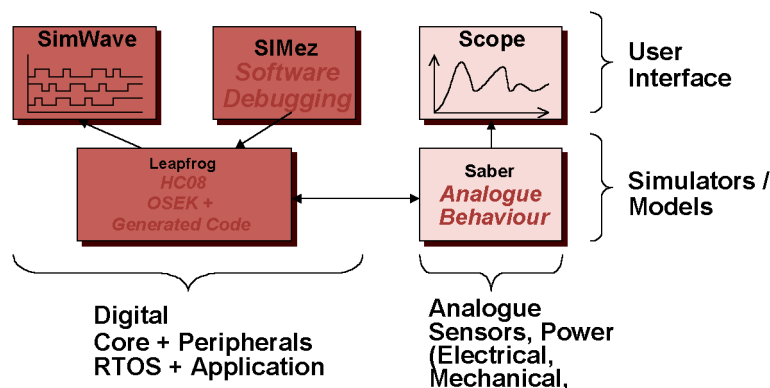 SimWave
SIMez
Software
Debugging
Scope
User
Interface
Leapfrog
HC08
OSEK +
Generated Code
Saber
Analogue
Behaviour
Simulators /
Models
Digital
Core + Peripherals
RTOS + Application
Analogue
Sensors, Power
(Electrical,
Mechanical,